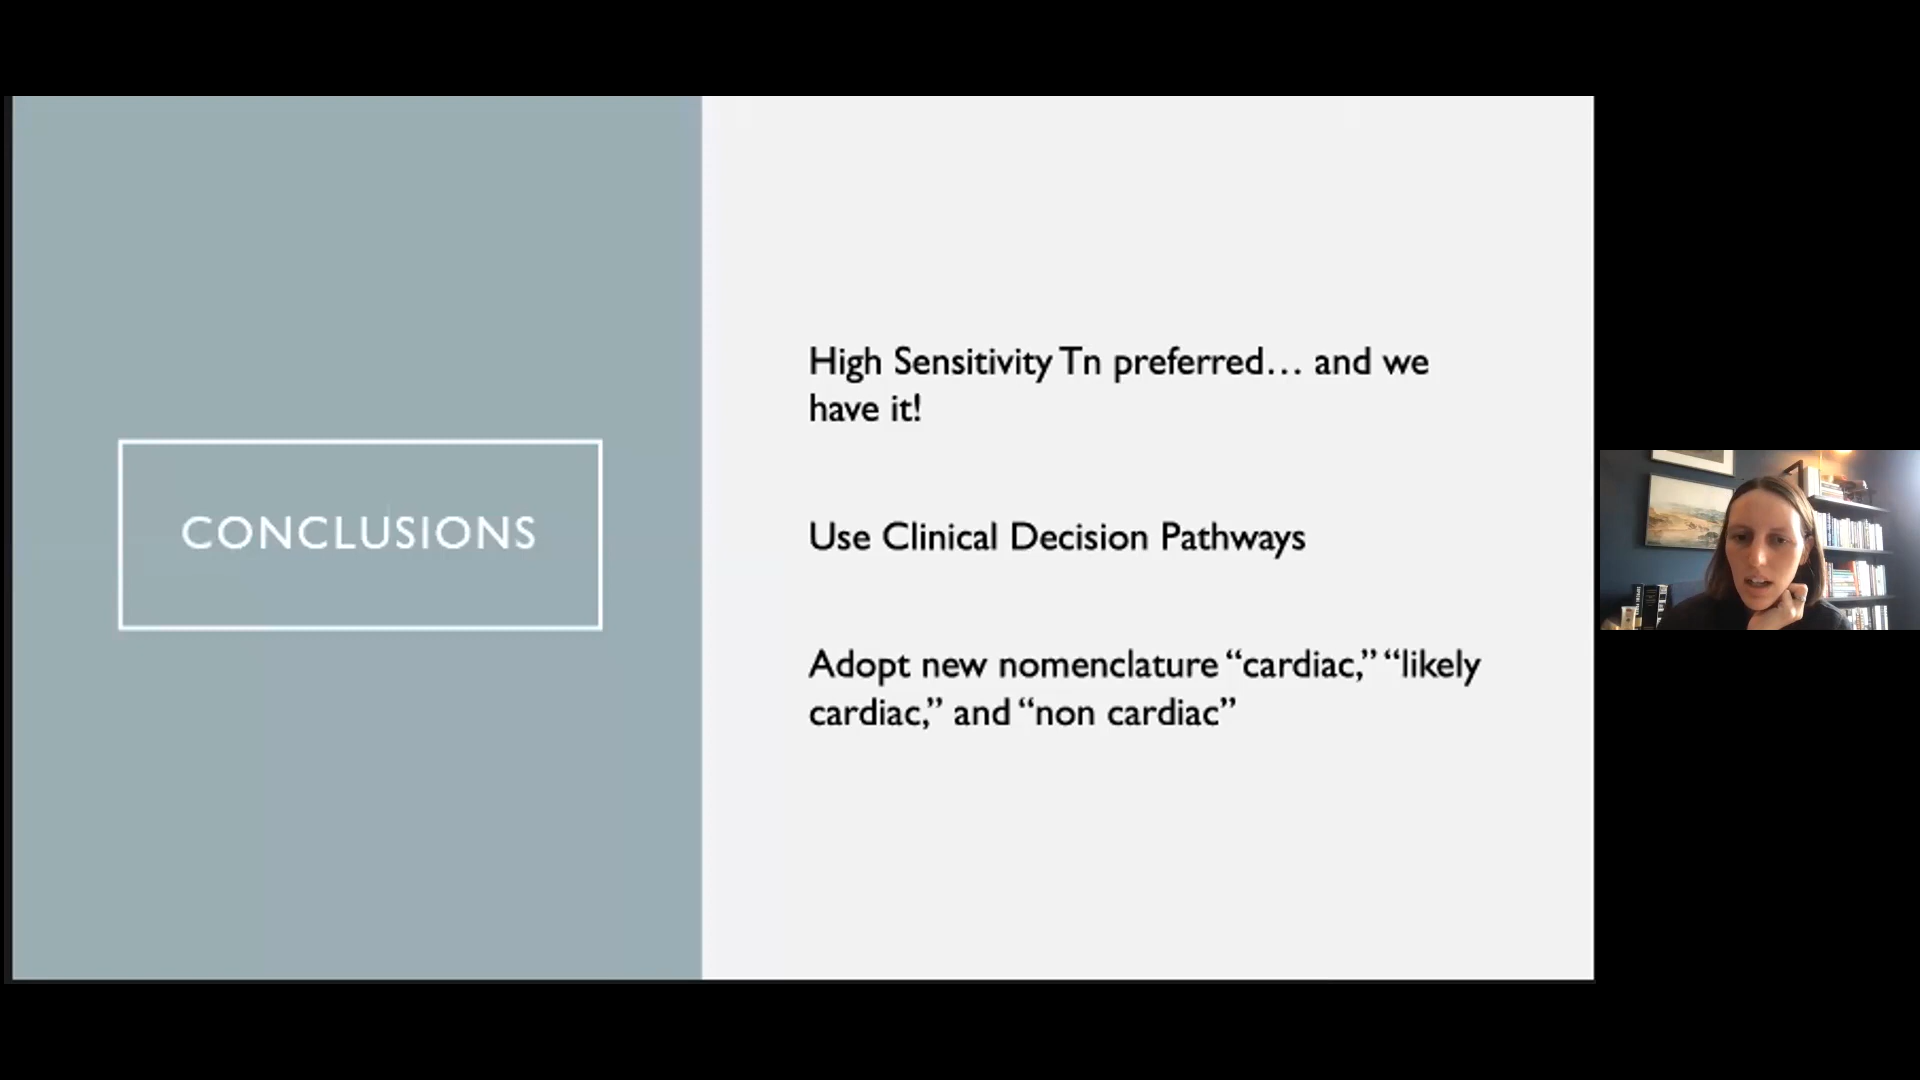 CONCLUSIONS
High Sensitivity Tn preferred… and we
have it!
Use Clinical Decision Pathways
Adopt new nomenclature “cardiac,” “likely
cardiac,” and “non cardiac”